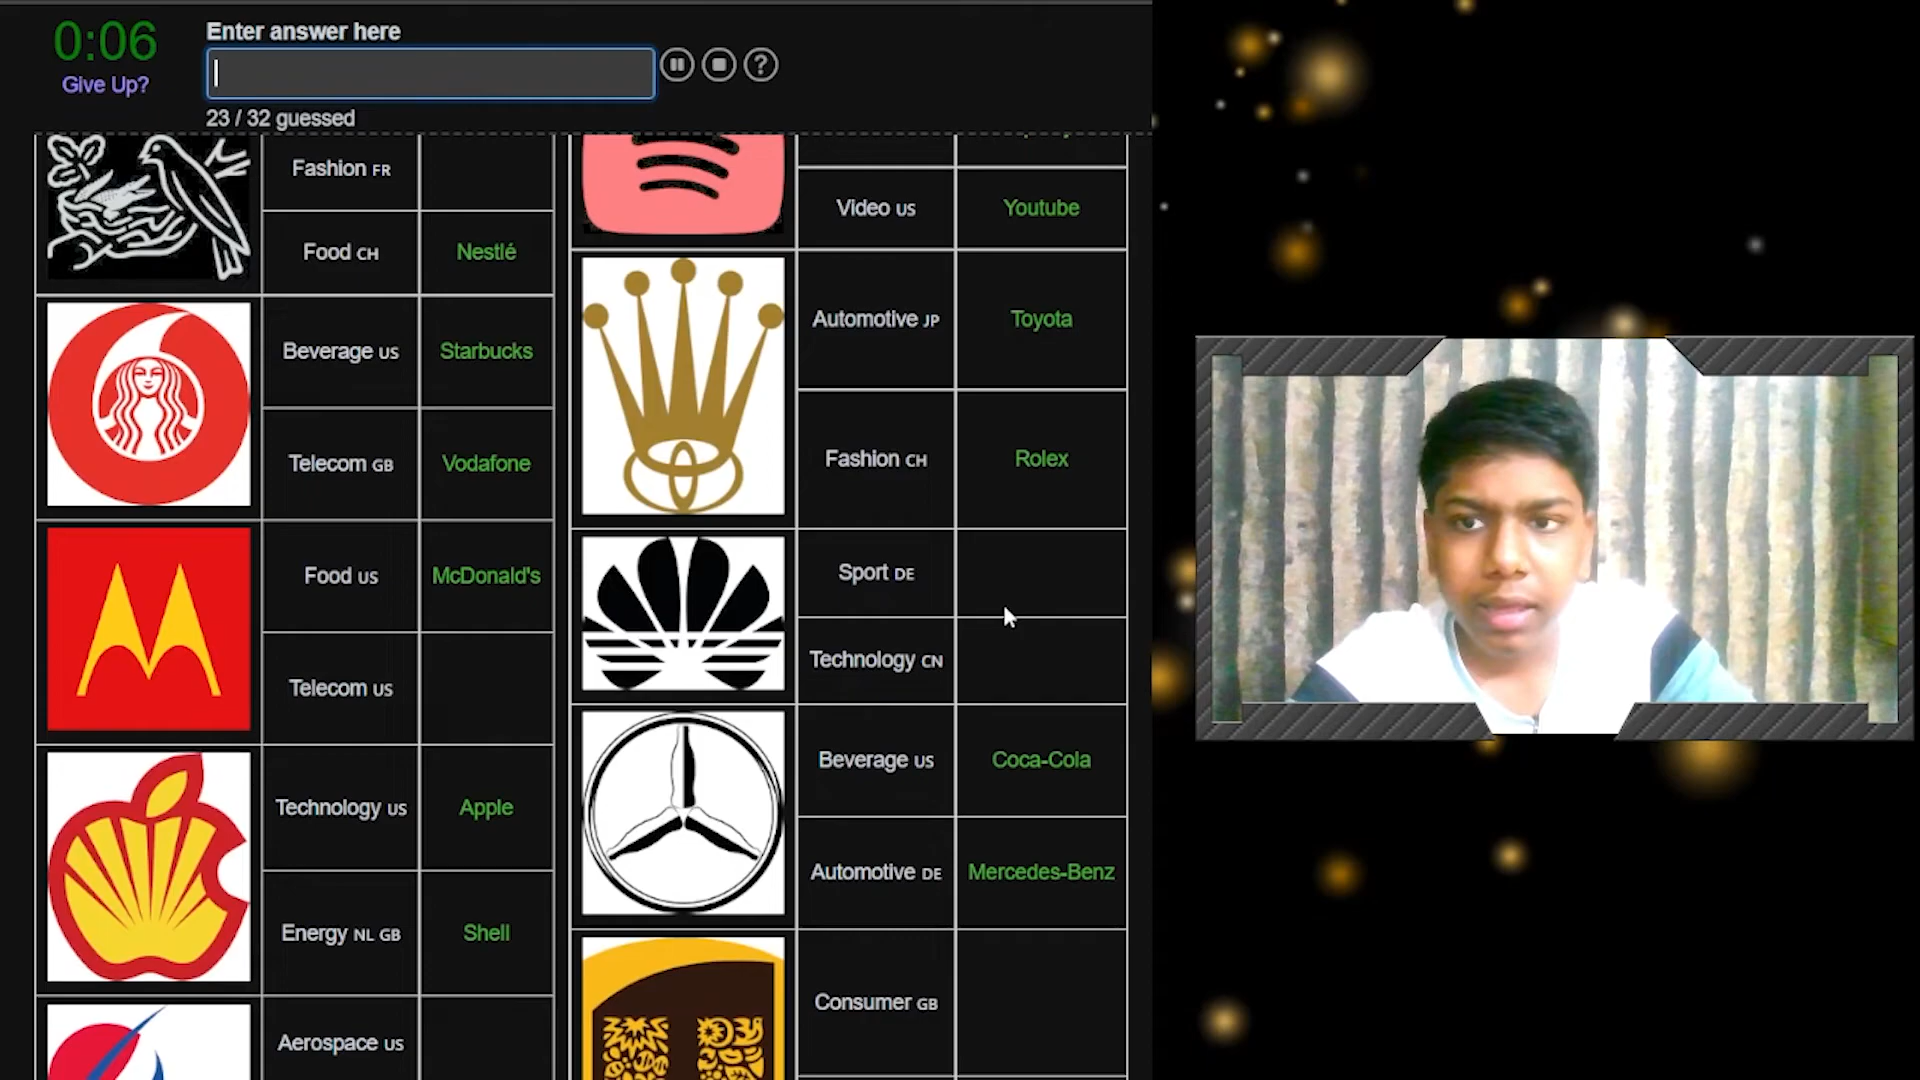 0:06
Give Up?
Enter answer here
23 / 32 guessed
Fashion FR
Food CH
Nestlé
Beverage US
Starbucks
Telecom GB
Vodafone
Food US
McDonald's
Telecom US
Technology US
Apple
Energy NL GB
Shell
Aerospace US
Video US
Youtube
Automotive JP
Toyota
Fashion CH
Rolex
Sport DE
Technology CN
Beverage US
Coca-Cola
Automotive DE
Mercedes-Benz
Consumer GB